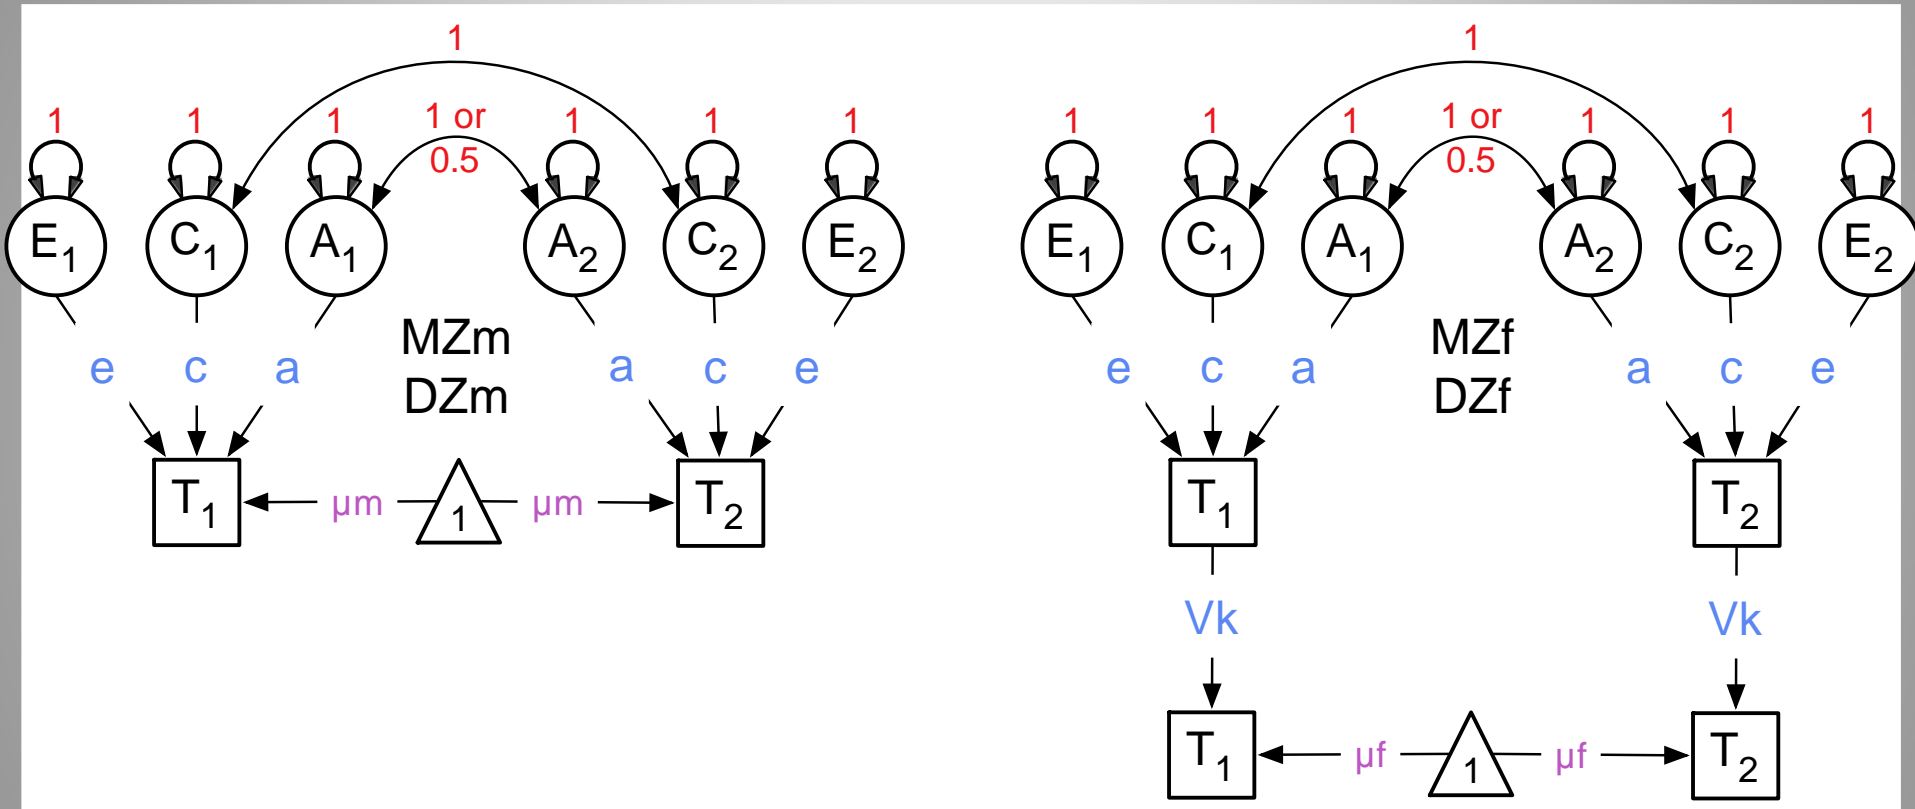 1 1
1 1 1 1 or 1 1 1 1 1 1 1 or 1 1 1
0.5 0.5
E1 C1 A1 A2 C2 E2 E1 C1 A1 A2 C2 E2
MZm MZf
e c a a c e e c a a c e
DZm DZf
T1 µm 1 µm T2 T1 T2
Vk Vk
T1 µf 1 µf T2